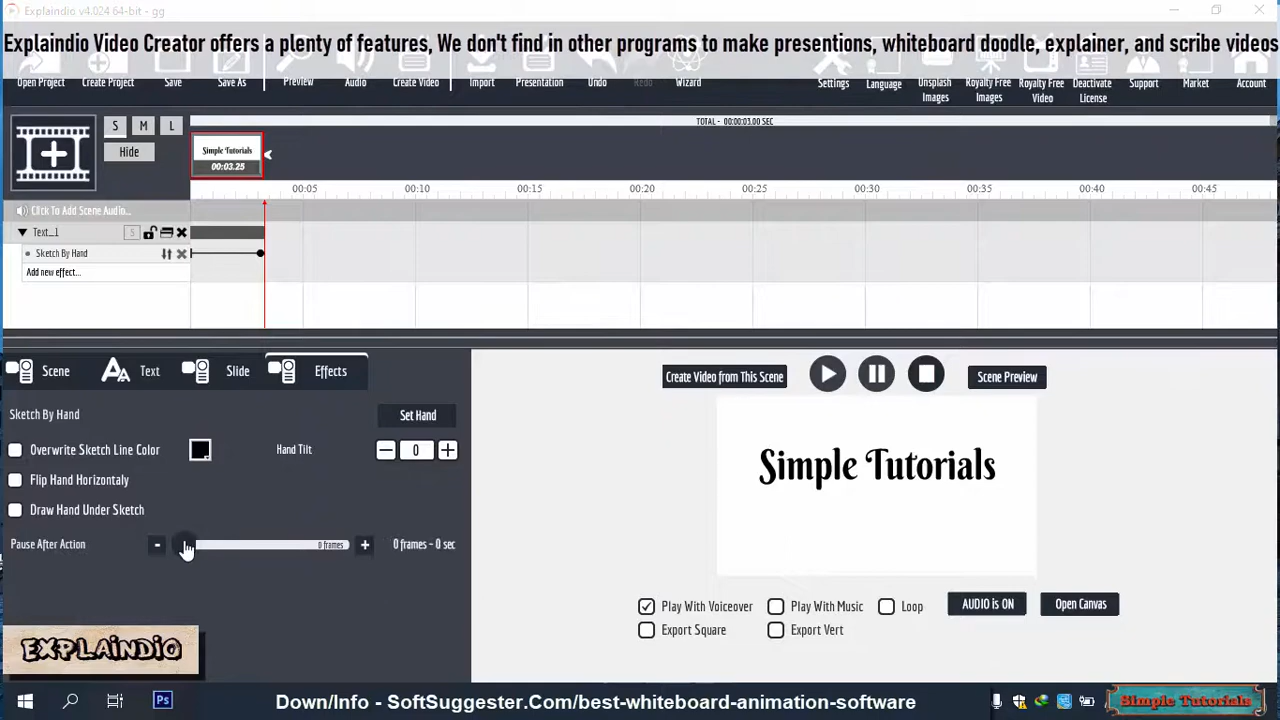 Explaindio v4.024 64-bit - gg
Explaindio Video Creator offers a plenty of features, We don't find in other programs to make presentions, whiteboard doodle, explainer, and scribe videos
Open Project Create Project Save Save As Preview Audio Create Video Import Presentation Undo Redo Wizard Settings Language Unsplash Images Royalty Free Images Royalty Free Video Deactivate License Support Market Account
S M L
Hide
TOTAL - 00:00:03.00 SEC
Simple Tutorials
00:03.25
00:05 00:10 00:15 00:20 00:25 00:30 00:35 00:40 00:45
Click To Add Scene Audio...
Text_1 S
Sketch By Hand
Add new effect...
Scene Text Slide Effects
Sketch By Hand Set Hand
Overwrite Sketch Line Color Hand Tilt 0
Flip Hand Horizontaly
Draw Hand Under Sketch
Pause After Action - 0 frames + 0 frames - 0 sec
Create Video from This Scene Scene Preview
Simple Tutorials
Play With Voiceover Play With Music Loop AUDIO is ON Open Canvas
Export Square Export Vert
EXPLAINDIO
Ps
Down/Info - SoftSuggester.Com/best-whiteboard-animation-software
Simple Tutorials